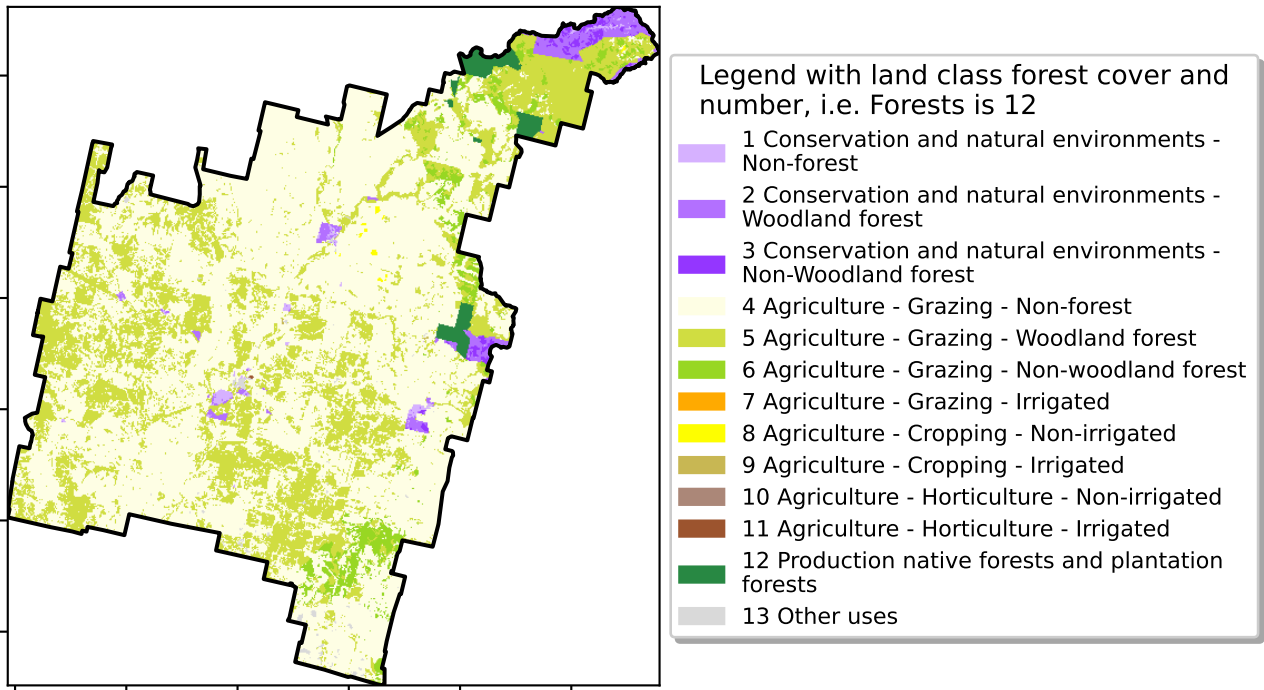 Legend with land class forest cover and
number, i.e. Forests is 12
1 Conservation and natural environments -
Non-forest
2 Conservation and natural environments -
Woodland forest
3 Conservation and natural environments -
Non-Woodland forest
4 Agriculture - Grazing - Non-forest
5 Agriculture - Grazing - Woodland forest
6 Agriculture - Grazing - Non-woodland forest
7 Agriculture - Grazing - Irrigated
8 Agriculture - Cropping - Non-irrigated
9 Agriculture - Cropping - Irrigated
10 Agriculture - Horticulture - Non-irrigated
11 Agriculture - Horticulture - Irrigated
12 Production native forests and plantation
forests
13 Other uses